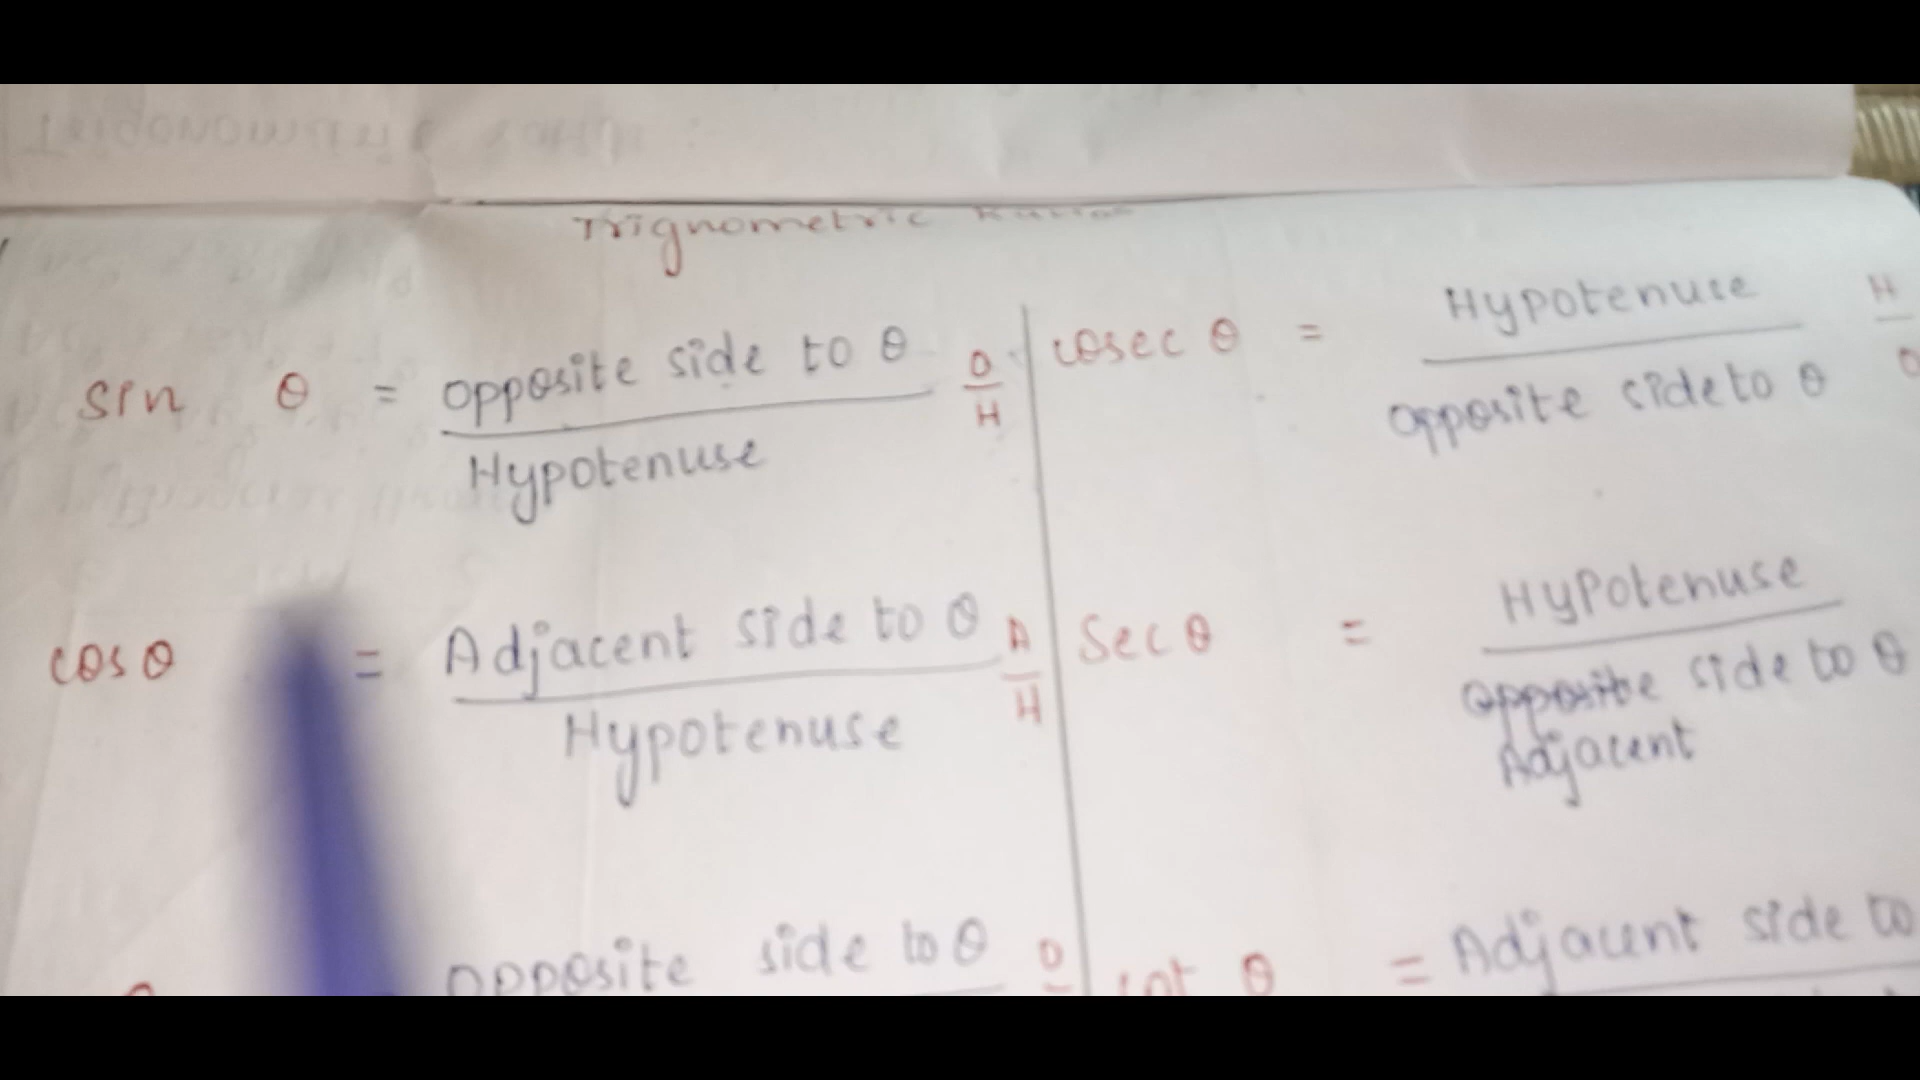 Trignometric
sin θ = opposite side to θ / Hypotenuse O/H
cosec θ = Hypotenuse / opposite side to θ H/O
cos θ = Adjacent side to θ / Hypotenuse A/H
Sec θ = Hypotenuse / opposite side to θ
Adjacent
opposite side to θ O
cot θ = Adjacent side to